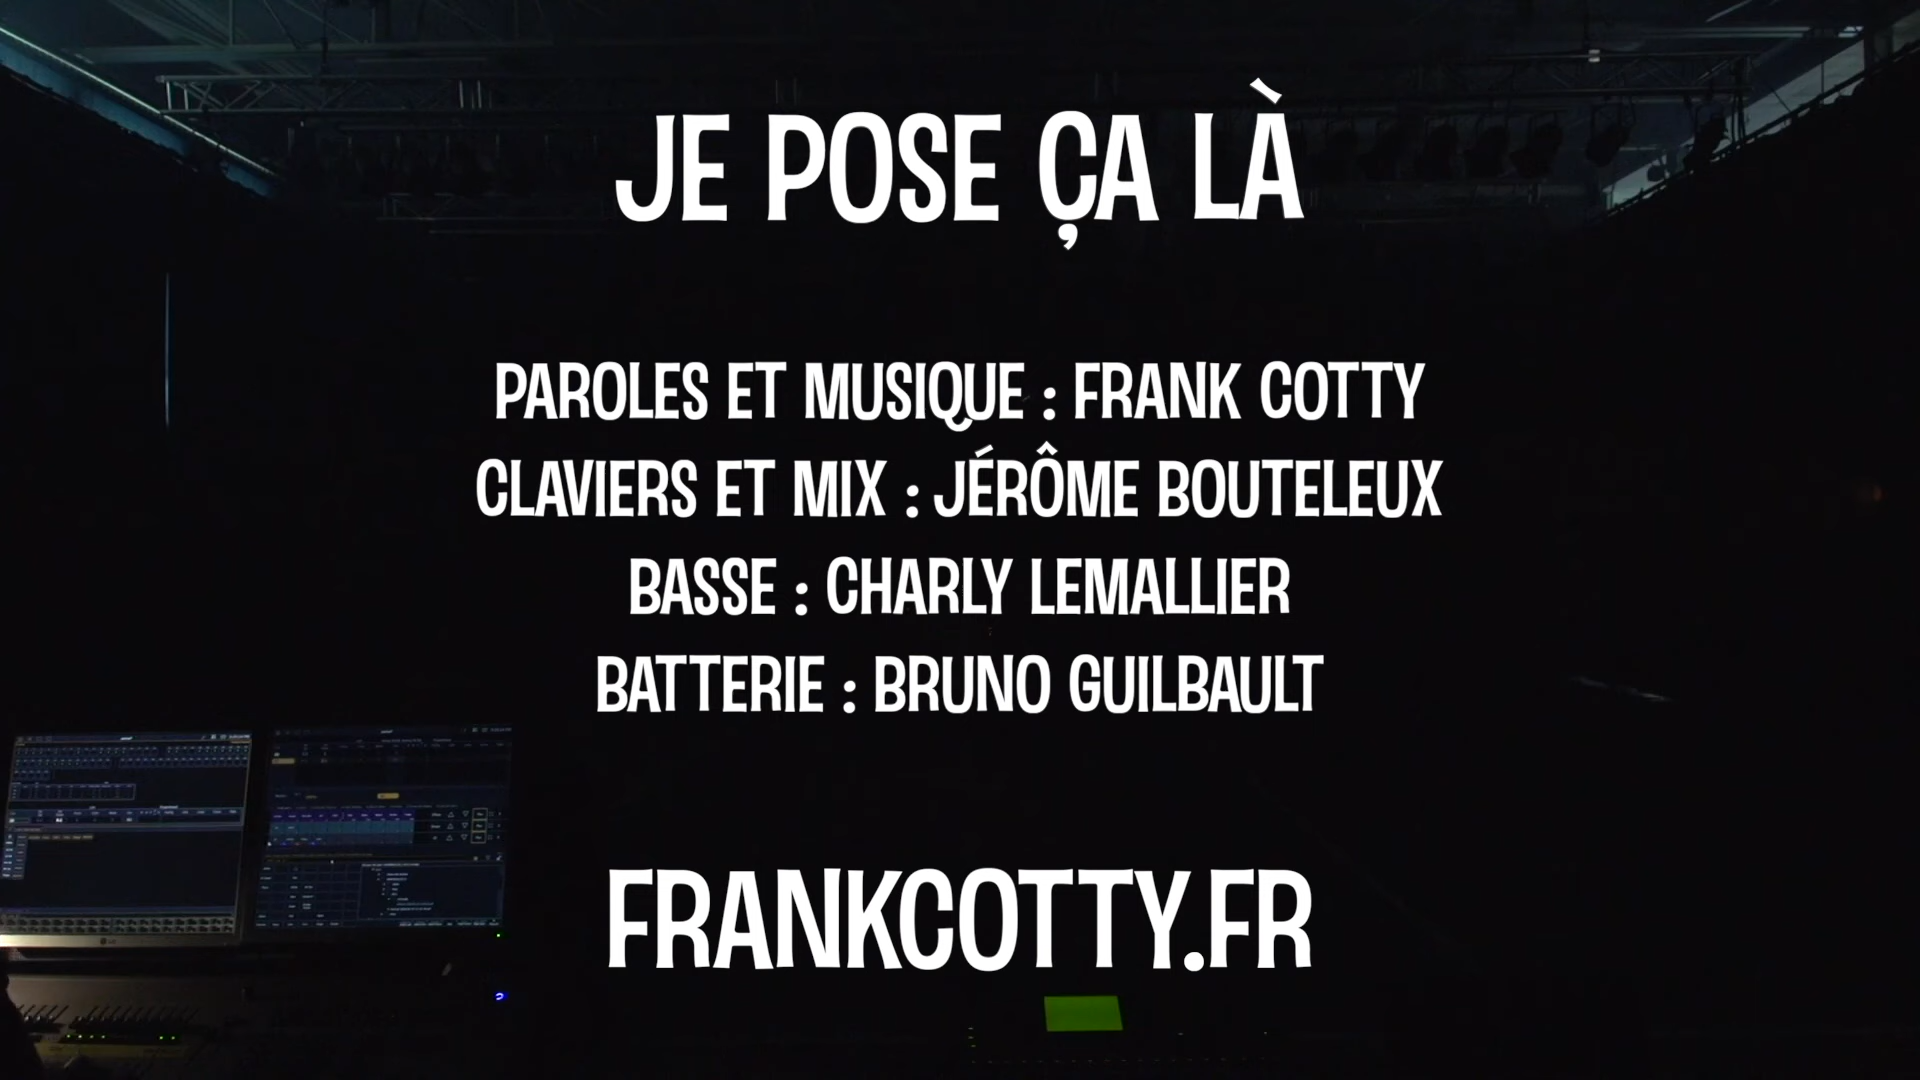 JE POSE ÇA LÀ
PAROLES ET MUSIQUE : FRANK COTTY
CLAVIERS ET MIX : JÉRÔME BOUTELEUX
BASSE : CHARLY LEMALLIER
BATTERIE : BRUNO GUILBAULT
FRANKCOTTY.FR